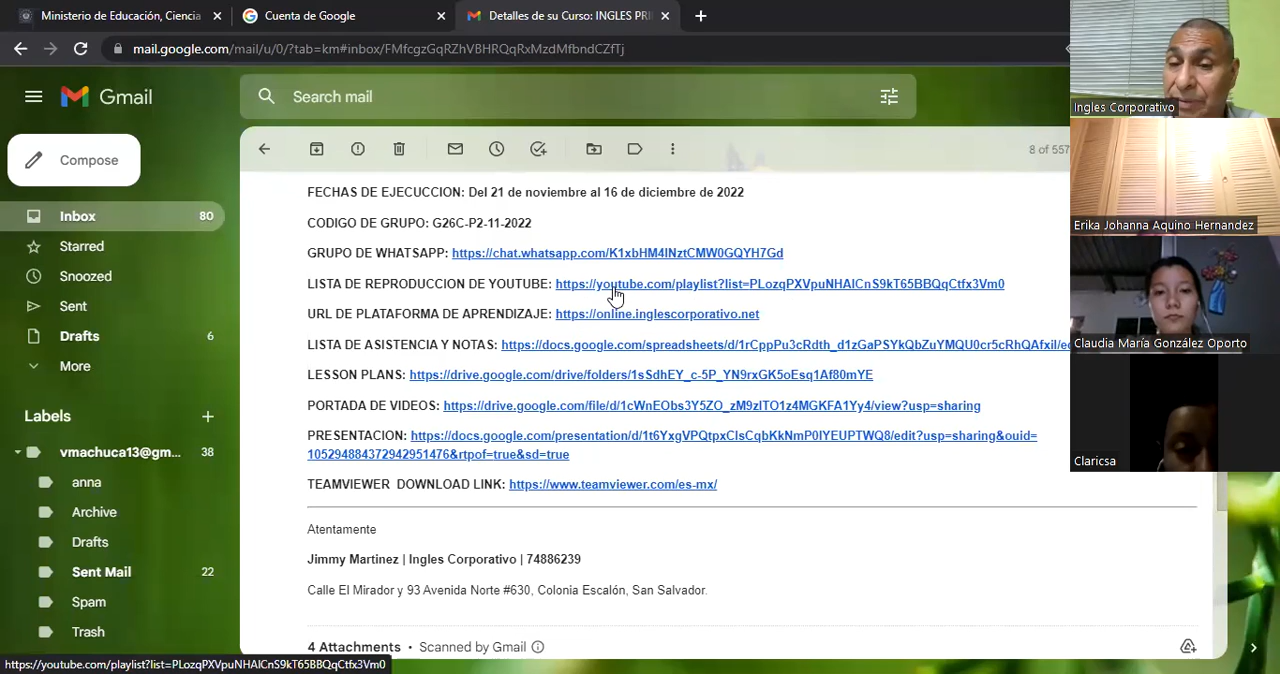 Ministerio de Educación, Ciencia
Cuenta de Google
Detalles de su Curso: INGLES PRI
mail.google.com/mail/u/0/?tab=km#inbox/FMfcgzGqRZhVBHRQqRxMzdMfbndCZfTj
Gmail
Search mail
Compose
8 of 557
Inbox 80
Starred
Snoozed
Sent
Drafts 6
More
Labels
vmachuca13@gm... 38
anna
Archive
Drafts
Sent Mail 22
Spam
Trash
FECHAS DE EJECUCCION: Del 21 de noviembre al 16 de diciembre de 2022
CODIGO DE GRUPO: G26C-P2-11-2022
GRUPO DE WHATSAPP: https://chat.whatsapp.com/K1xbHM4lNztCMW0GQYH7Gd
LISTA DE REPRODUCCION DE YOUTUBE: https://youtube.com/playlist?list=PLozqPXVpuNHAlCnS9kT65BBQqCtfx3Vm0
URL DE PLATAFORMA DE APRENDIZAJE: https://online.inglescorporativo.net
LISTA DE ASISTENCIA Y NOTAS: https://docs.google.com/spreadsheets/d/1rCppPu3cRdth_d1zGaPSYkQbZuYMQU0cr5cRhQAfxil/e
LESSON PLANS: https://drive.google.com/drive/folders/1sSdhEY_c-5P_YN9rxGK5oEsq1Af80mYE
PORTADA DE VIDEOS: https://drive.google.com/file/d/1cWnEObs3Y5ZO_zM9zlTO1z4MGKFA1Yy4/view?usp=sharing
PRESENTACION: https://docs.google.com/presentation/d/1t6YxgVPQtpxClsCqbKkNmP0lYEUPTWQ8/edit?usp=sharing&ouid=
105294884372942951476&rtpof=true&sd=true
TEAMVIEWER DOWNLOAD LINK: https://www.teamviewer.com/es-mx/
Atentamente
Jimmy Martinez | Ingles Corporativo | 74886239
Calle El Mirador y 93 Avenida Norte #630, Colonia Escalón, San Salvador.
4 Attachments • Scanned by Gmail
https://youtube.com/playlist?list=PLozqPXVpuNHAlCnS9kT65BBQqCtfx3Vm0
Ingles Corporativo
Erika Johanna Aquino Hernandez
Claudia María González Oporto
Claricsa